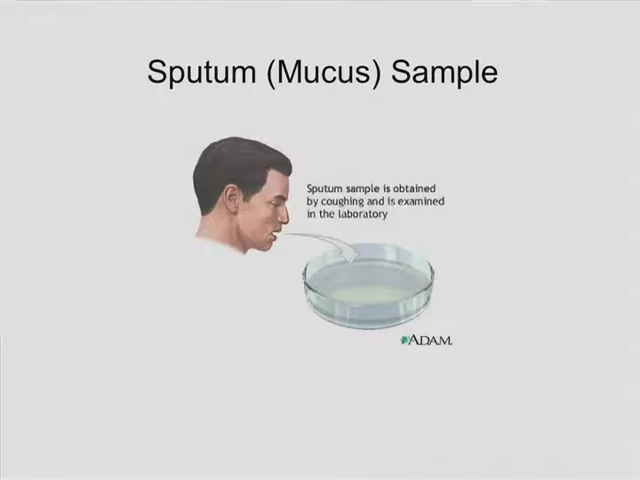 Sputum (Mucus) Sample
Sputum sample is obtained
by coughing and is examined
in the laboratory
ADAM.